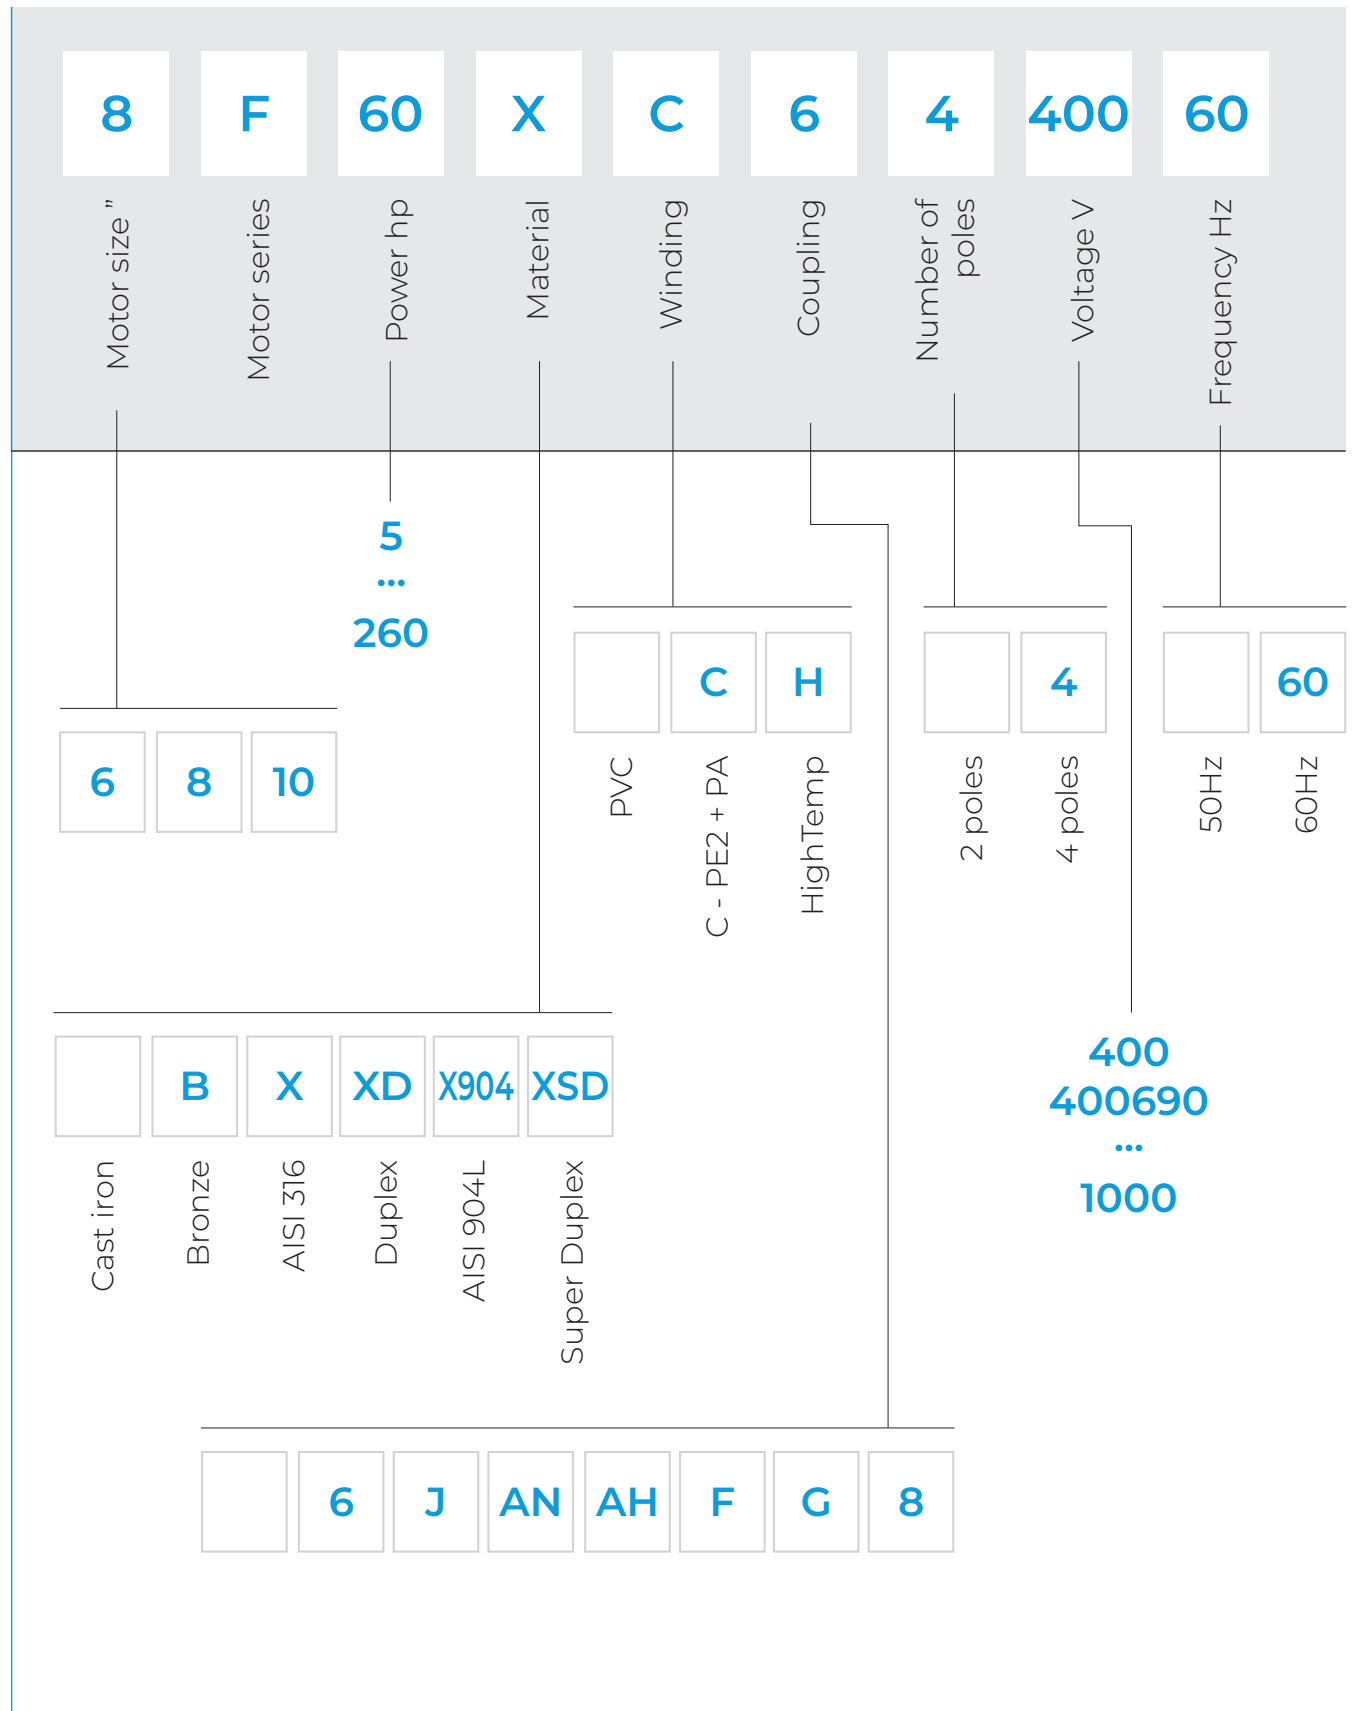 8 F 60 X C 6 4 400 60
Motor size ”
Motor series
Power hp
Material
Winding
Coupling
Number of
poles
Voltage V
Frequency Hz
5
...
260
C H
4
60
PVC
C - PE2 + PA
HighTemp
2 poles
4 poles
50Hz
60Hz
6 8 10
B X XD X904 XSD
Cast iron
Bronze
AISI 316
Duplex
AISI 904L
Super Duplex
400
400690
...
1000
6 J AN AH F G 8